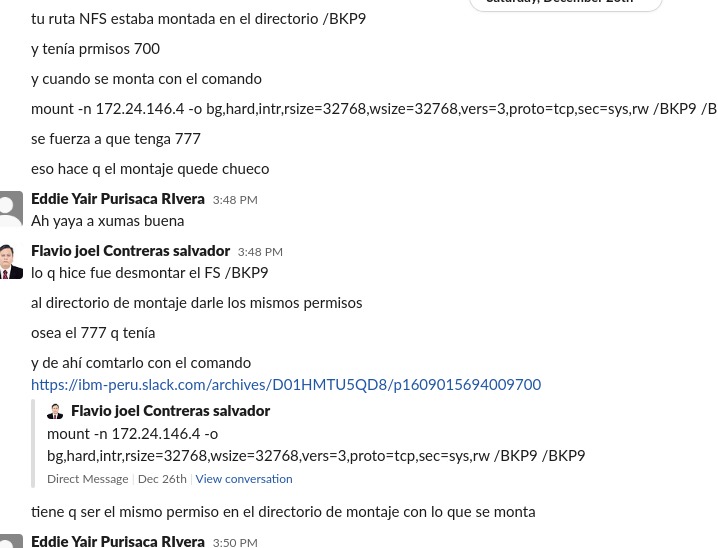 Saturday, December 26th
tu ruta NFS estaba montada en el directorio /BKP9
y tenía prmisos 700
y cuando se monta con el comando
mount -n 172.24.146.4 -o bg,hard,intr,rsize=32768,wsize=32768,vers=3,proto=tcp,sec=sys,rw /BKP9 /B
se fuerza a que tenga 777
eso hace q el montaje quede chueco
Eddie Yair Purisaca RIvera 3:48 PM
Ah yaya a xumas buena
Flavio joel Contreras salvador 3:48 PM
lo q hice fue desmontar el FS /BKP9
al directorio de montaje darle los mismos permisos
osea el 777 q tenía
y de ahí comtarlo con el comando
https://ibm-peru.slack.com/archives/D01HMTU5QD8/p1609015694009700
Flavio joel Contreras salvador
mount -n 172.24.146.4 -o
bg,hard,intr,rsize=32768,wsize=32768,vers=3,proto=tcp,sec=sys,rw /BKP9 /BKP9
Direct Message | Dec 26th | View conversation
tiene q ser el mismo permiso en el directorio de montaje con lo que se monta
Eddie Yair Purisaca RIvera 3:50 PM